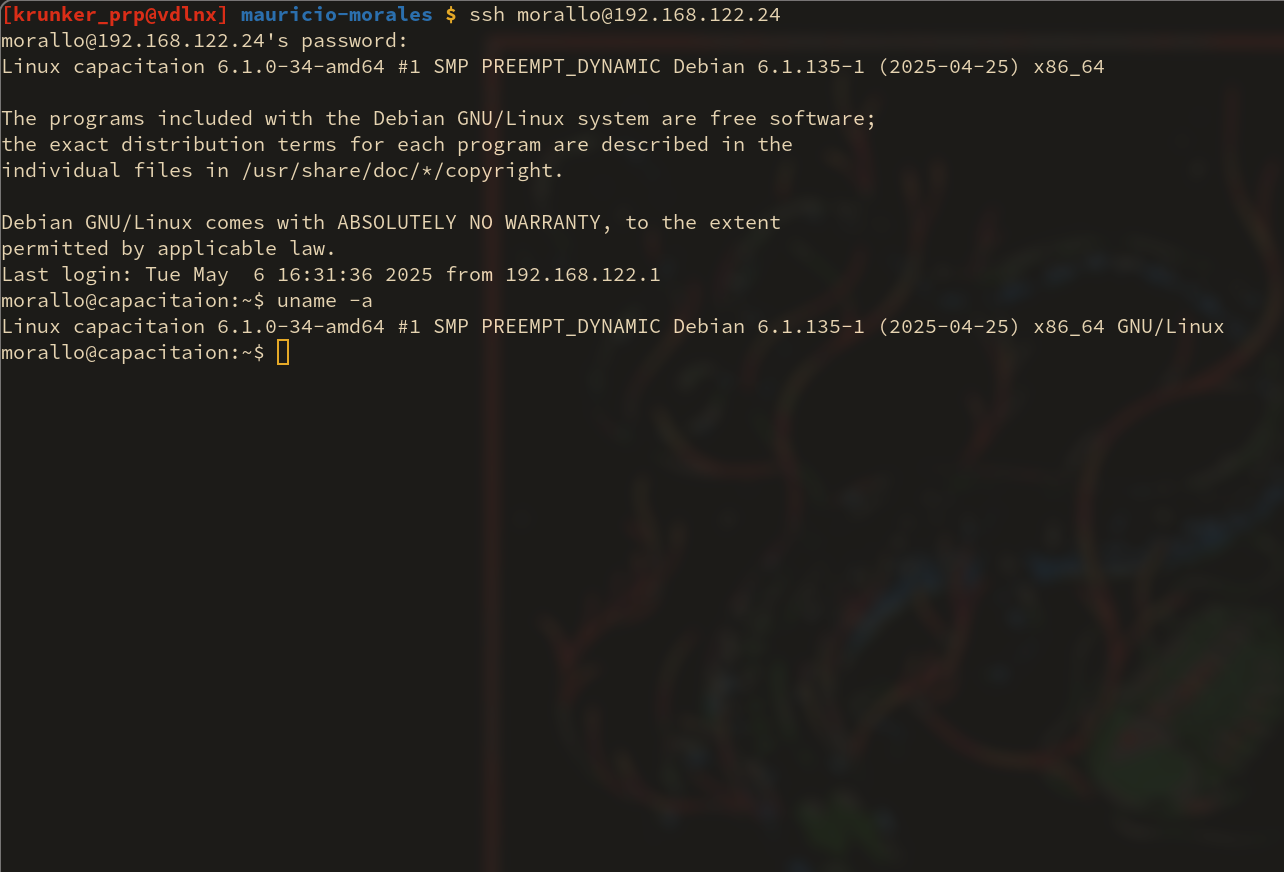 [krunker_prp@vdlnx] mauricio-morales $ ssh morallo@192.168.122.24
morallo@192.168.122.24's password:
Linux capacitaion 6.1.0-34-amd64 #1 SMP PREEMPT_DYNAMIC Debian 6.1.135-1 (2025-04-25) x86_64

The programs included with the Debian GNU/Linux system are free software;
the exact distribution terms for each program are described in the
individual files in /usr/share/doc/*/copyright.

Debian GNU/Linux comes with ABSOLUTELY NO WARRANTY, to the extent
permitted by applicable law.
Last login: Tue May  6 16:31:36 2025 from 192.168.122.1
morallo@capacitaion:~$ uname -a
Linux capacitaion 6.1.0-34-amd64 #1 SMP PREEMPT_DYNAMIC Debian 6.1.135-1 (2025-04-25) x86_64 GNU/Linux
morallo@capacitaion:~$